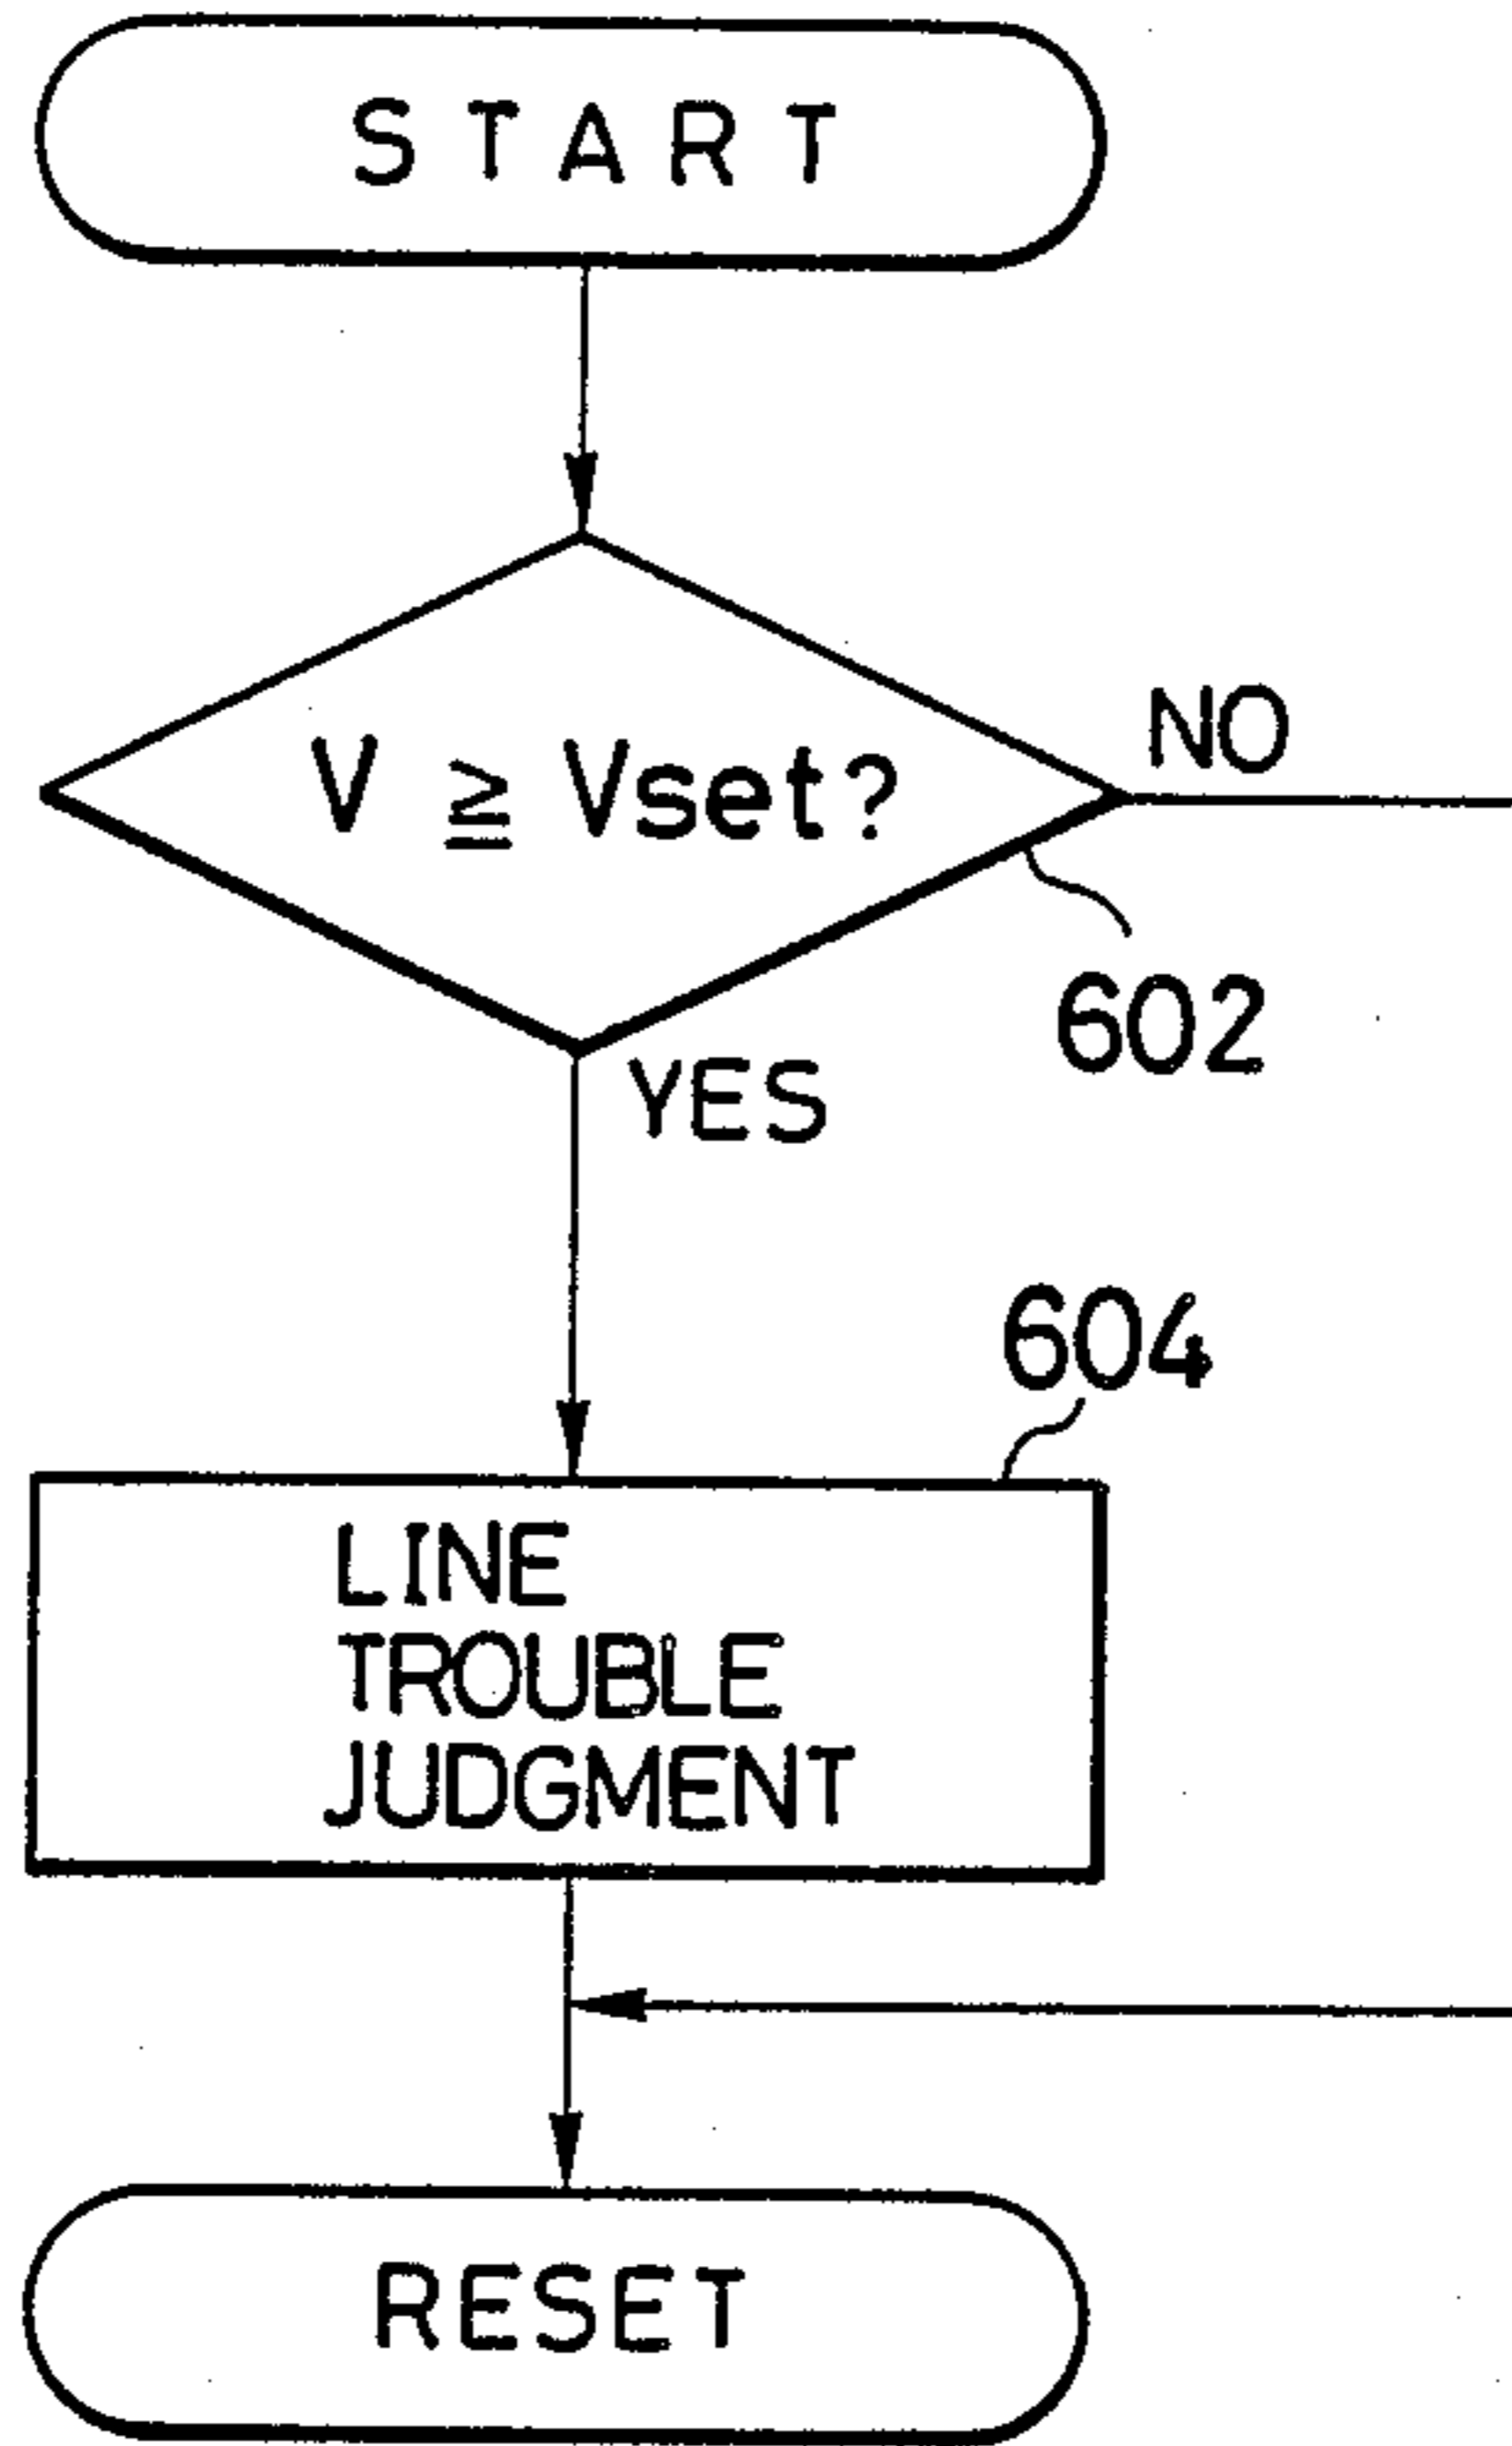 START
V ≧ Vset?
NO
602
YES
604
LINE
TROUBLE
JUDGMENT
RESET